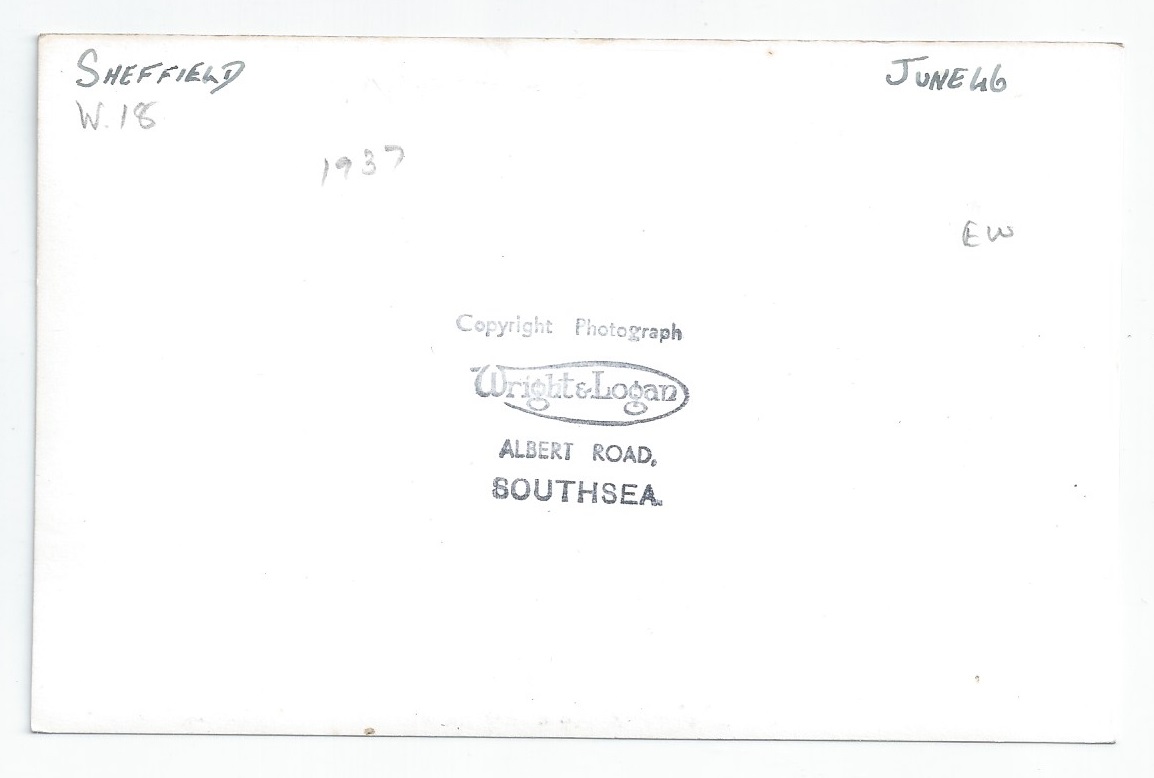 SHEFFIELD
JUNE 46
W.18
1937
EW
Copyright Photograph
Wright & Logan
ALBERT ROAD,
SOUTHSEA.